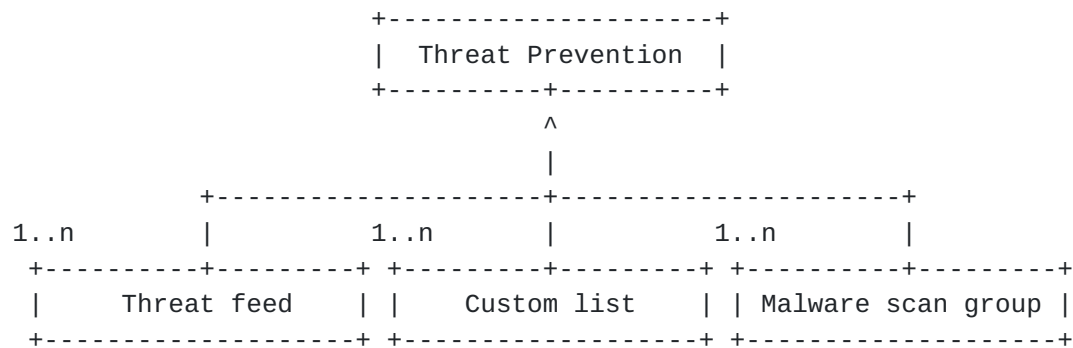 Threat Prevention
1..n 1..n 1..n
Threat feed Custom list Malware scan group